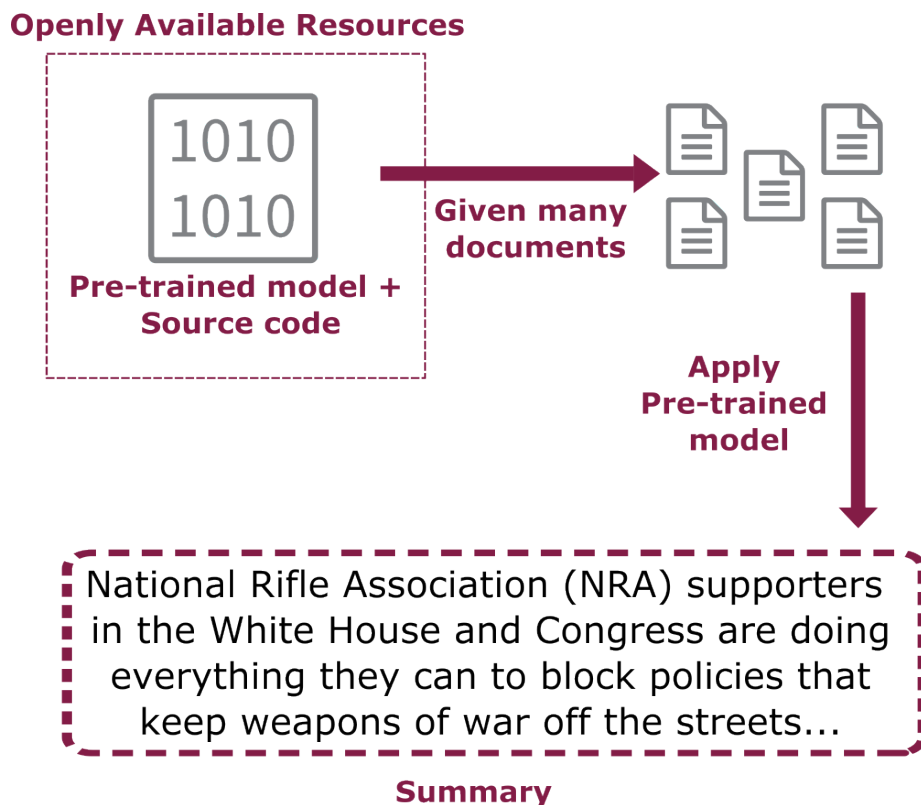 Openly Available Resources
1010
1010
Pre-trained model +
Source code
Given many
documents
Apply
Pre-trained
model
National Rifle Association (NRA) supporters
in the White House and Congress are doing
everything they can to block policies that
keep weapons of war off the streets...
Summary